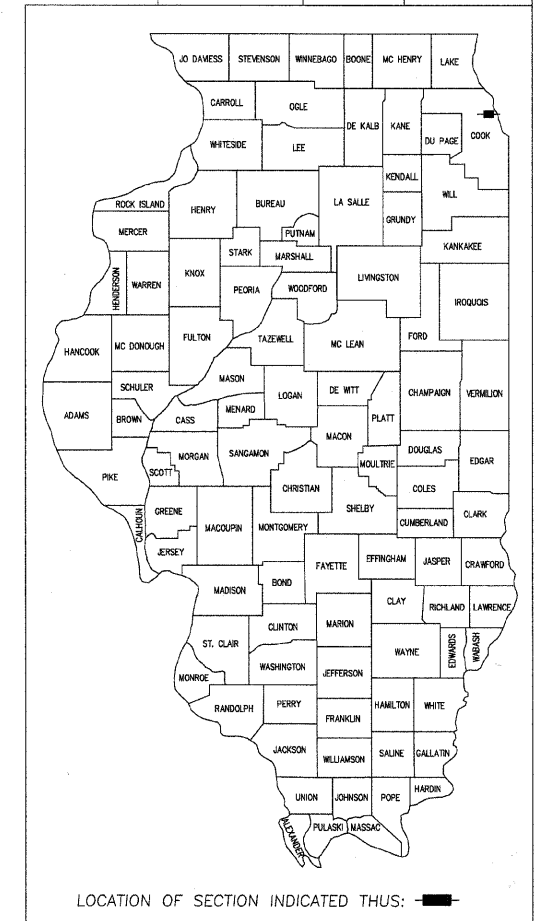 JO DAVIESS STEVENSON WINNEBAGO BOONE MC HENRY LAKE
CARROLL OGLE DE KALB KANE COOK
WHITESIDE LEE DU PAGE
KENDALL
ROCK ISLAND HENRY BUREAU LA SALLE GRUNDY WILL
MERCER PUTNAM
HENDERSON WARREN KNOX STARK MARSHALL KANKAKEE
PEORIA WOODFORD LIVINGSTON IROQUOIS
HANCOOK MC DONOUGH FULTON TAZEWELL MC LEAN FORD
MASON
ADAMS SCHULER LOGAN DE WITT CHAMPAIGN VERMILION
BROWN CASS MENARD PLATT
MACON
PIKE SCOTT MORGAN SANGAMON MOULTRIE DOUGLAS EDGAR
CHRISTIAN COLES
CALHOUN GREENE MACOUPIN MONTGOMERY SHELBY CUMBERLAND CLARK
JERSEY FAYETTE EFFINGHAM JASPER CRAWFORD
MADISON BOND
CLAY RICHLAND LAWRENCE
CLINTON MARION
ST. CLAIR WAYNE EDWARDS WABASH
WASHINGTON JEFFERSON
MONROE
RANDOLPH PERRY HAMILTON WHITE
FRANKLIN
JACKSON WILLIAMSON SALINE GALLATIN
UNION JOHNSON POPE HARDIN
ALEXANDER PULASKI MASSAC
LOCATION OF SECTION INDICATED THUS: